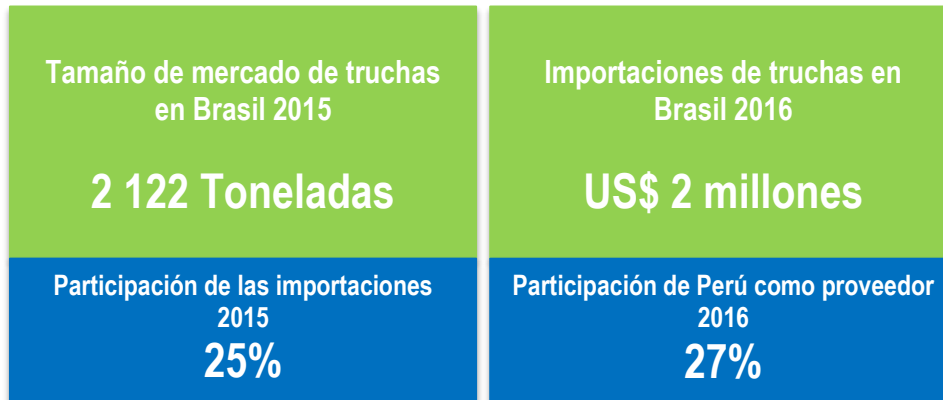 Tamaño de mercado de truchas
en Brasil 2015
2 122 Toneladas
Participación de las importaciones
2015
25%
Importaciones de truchas en
Brasil 2016
US$ 2 millones
Participación de Perú como proveedor
2016
27%